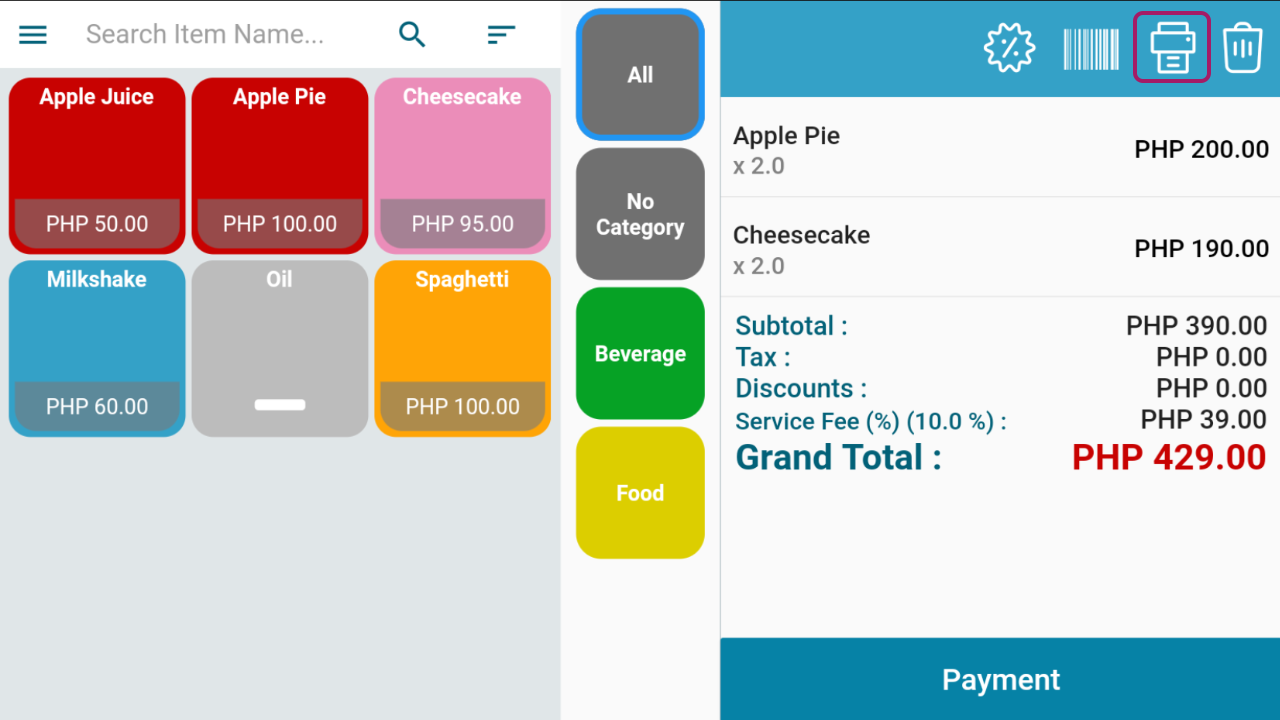 Search Item Name...
Apple Juice
PHP 50.00
Apple Pie
PHP 100.00
Cheesecake
PHP 95.00
Milkshake
PHP 60.00
Oil
Spaghetti
PHP 100.00
All
No
Category
Beverage
Food
Apple Pie
x 2.0
PHP 200.00
Cheesecake
x 2.0
PHP 190.00
Subtotal : PHP 390.00
Tax : PHP 0.00
Discounts : PHP 0.00
Service Fee (%) (10.0 %) : PHP 39.00
Grand Total : PHP 429.00
Payment